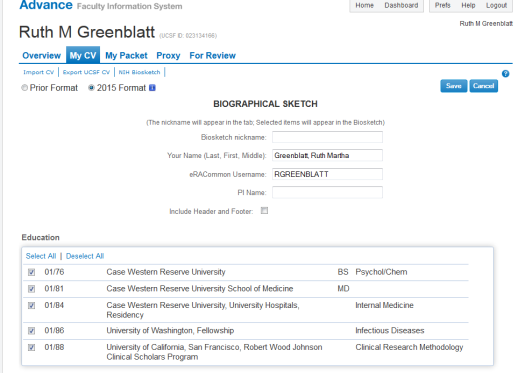 Advance Faculty Information System
Home Dashboard Prefs Help Logout
Ruth M Greenblatt
Ruth M Greenblatt (UCSF ID: 023134166)
Overview My CV My Packet Proxy For Review
Import CV | Export UCSF CV | NIH Biosketch
Prior Format 2015 Format
Save Cancel
BIOGRAPHICAL SKETCH
(The nickname will appear in the tab; Selected items will appear in the Biosketch)
Biosketch nickname:
Your Name (Last, First, Middle): Greenblatt, Ruth Martha
eRACommon Username: RGREENBLATT
PI Name:
Include Header and Footer:
Education
Select All | Deselect All
01/76 Case Western Reserve University BS Psychol/Chem
01/81 Case Western Reserve University School of Medicine MD
01/84 Case Western Reserve University, University Hospitals, Internal Medicine
Residency
01/86 University of Washington, Fellowship Infectious Diseases
01/88 University of California, San Francisco, Robert Wood Johnson Clinical Research Methodology
Clinical Scholars Program